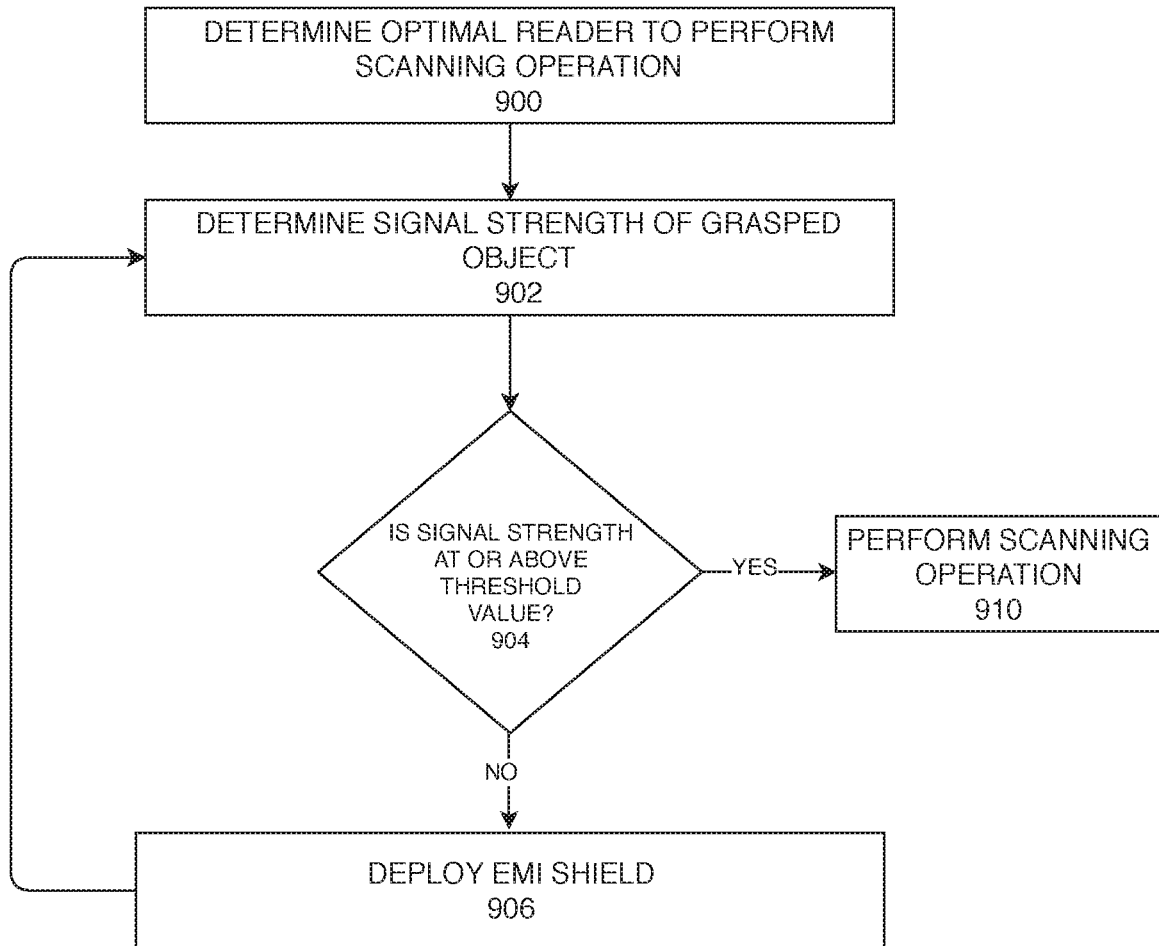 DETERMINE OPTIMAL READER TO PERFORM
SCANNING OPERATION
900
DETERMINE SIGNAL STRENGTH OF GRASPED
OBJECT
902
IS SIGNAL STRENGTH
AT OR ABOVE
THRESHOLD
VALUE?
904
YES
PERFORM SCANNING
OPERATION
910
NO
DEPLOY EMI SHIELD
906